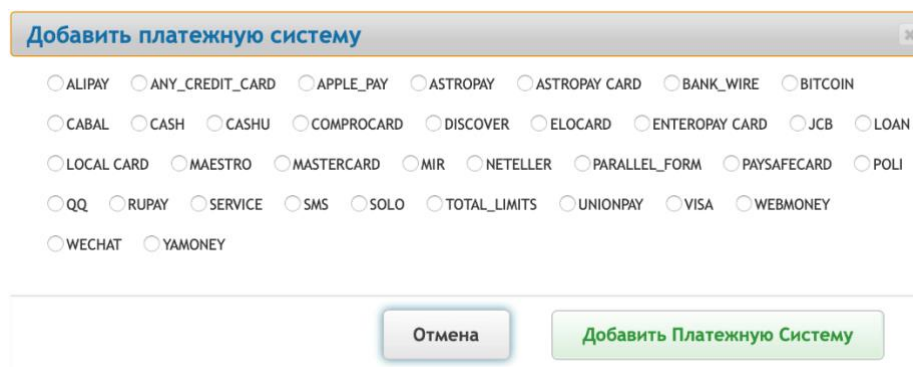 Добавить платежную систему
ALIPAY ANY_CREDIT_CARD APPLE_PAY ASTROPAY ASTROPAY CARD BANK_WIRE BITCOIN
CABAL CASH CASHU COMPROCARD DISCOVER ELOCARD ENTEROPAY CARD JCB LOAN
LOCAL CARD MAESTRO MASTERCARD MIR NETELLER PARALLEL_FORM PAYSAFECARD POLI
QQ RUPAY SERVICE SMS SOLO TOTAL_LIMITS UNIONPAY VISA WEBMONEY
WECHAT YAMONEY
Отмена Добавить Платежную Систему